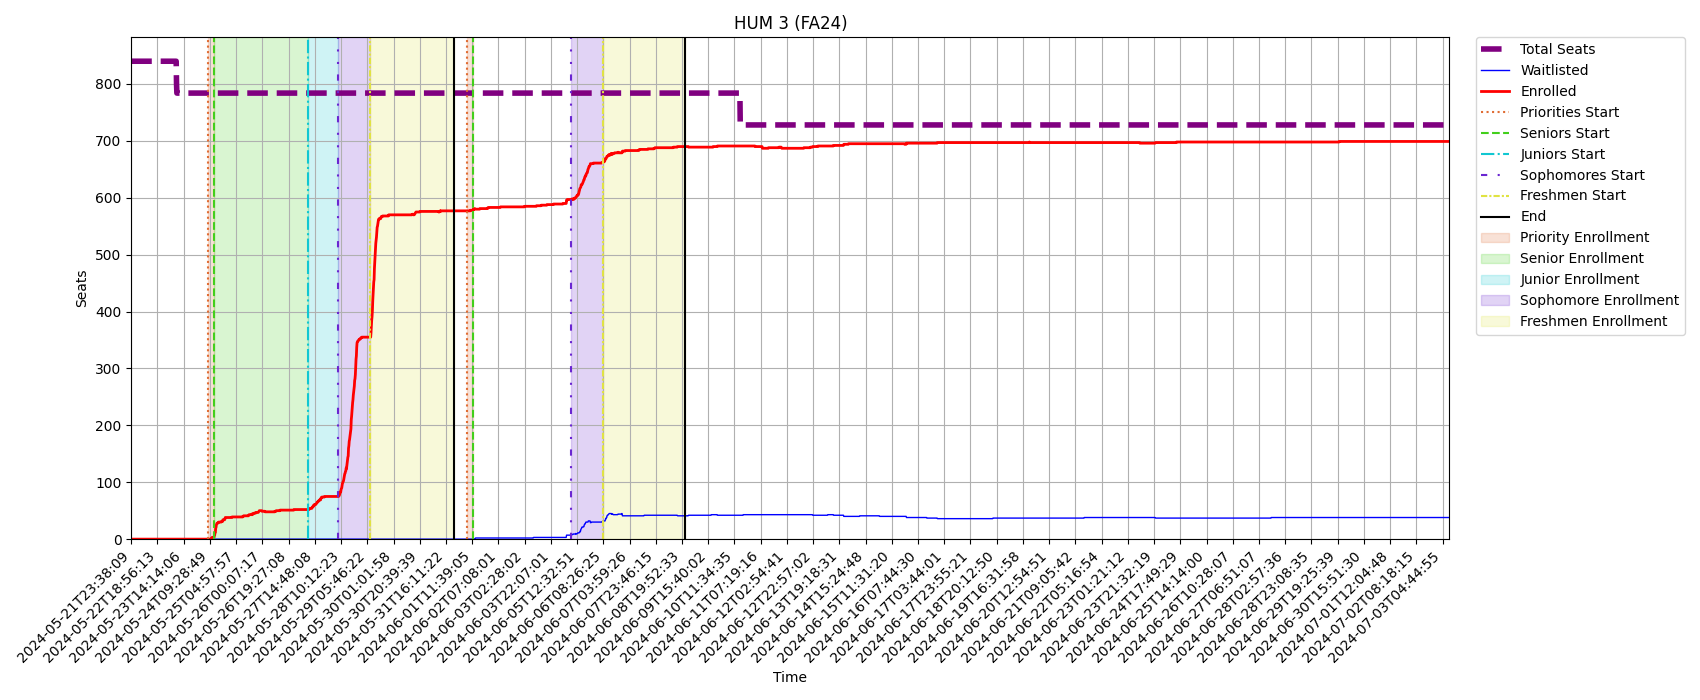 HUM 3 (FA24)
Seats
800
700
600
500
400
300
200
100
0
2024-05-21T23:38:09
2024-05-22T18:56:13
2024-05-23T14:14:06
2024-05-24T09:28:49
2024-05-25T04:57:57
2024-05-26T00:07:17
2024-05-26T19:27:08
2024-05-27T14:48:08
2024-05-28T10:12:23
2024-05-29T05:46:22
2024-05-30T01:01:58
2024-05-30T20:39:39
2024-05-31T16:11:22
2024-06-01T11:39:05
2024-06-02T07:08:01
2024-06-03T02:28:02
2024-06-03T22:07:01
2024-06-05T12:32:51
2024-06-06T08:26:25
2024-06-07T03:59:26
2024-06-07T23:46:15
2024-06-08T19:52:33
2024-06-09T15:40:02
2024-06-10T11:34:35
2024-06-11T07:19:16
2024-06-12T02:54:41
2024-06-12T22:57:02
2024-06-13T19:18:31
2024-06-14T15:24:48
2024-06-15T11:31:20
2024-06-16T07:44:30
2024-06-17T03:44:01
2024-06-17T23:55:21
2024-06-18T20:12:50
2024-06-19T16:31:58
2024-06-20T12:54:51
2024-06-21T09:05:42
2024-06-22T05:16:54
2024-06-23T01:21:12
2024-06-23T21:32:19
2024-06-24T17:49:29
2024-06-25T14:14:00
2024-06-26T10:28:07
2024-06-27T06:51:07
2024-06-28T02:57:36
2024-06-28T23:08:35
2024-06-29T19:25:39
2024-06-30T15:51:30
2024-07-01T12:04:48
2024-07-02T08:18:15
2024-07-03T04:44:55
Time
Total Seats
Waitlisted
Enrolled
Priorities Start
Seniors Start
Juniors Start
Sophomores Start
Freshmen Start
End
Priority Enrollment
Senior Enrollment
Junior Enrollment
Sophomore Enrollment
Freshmen Enrollment